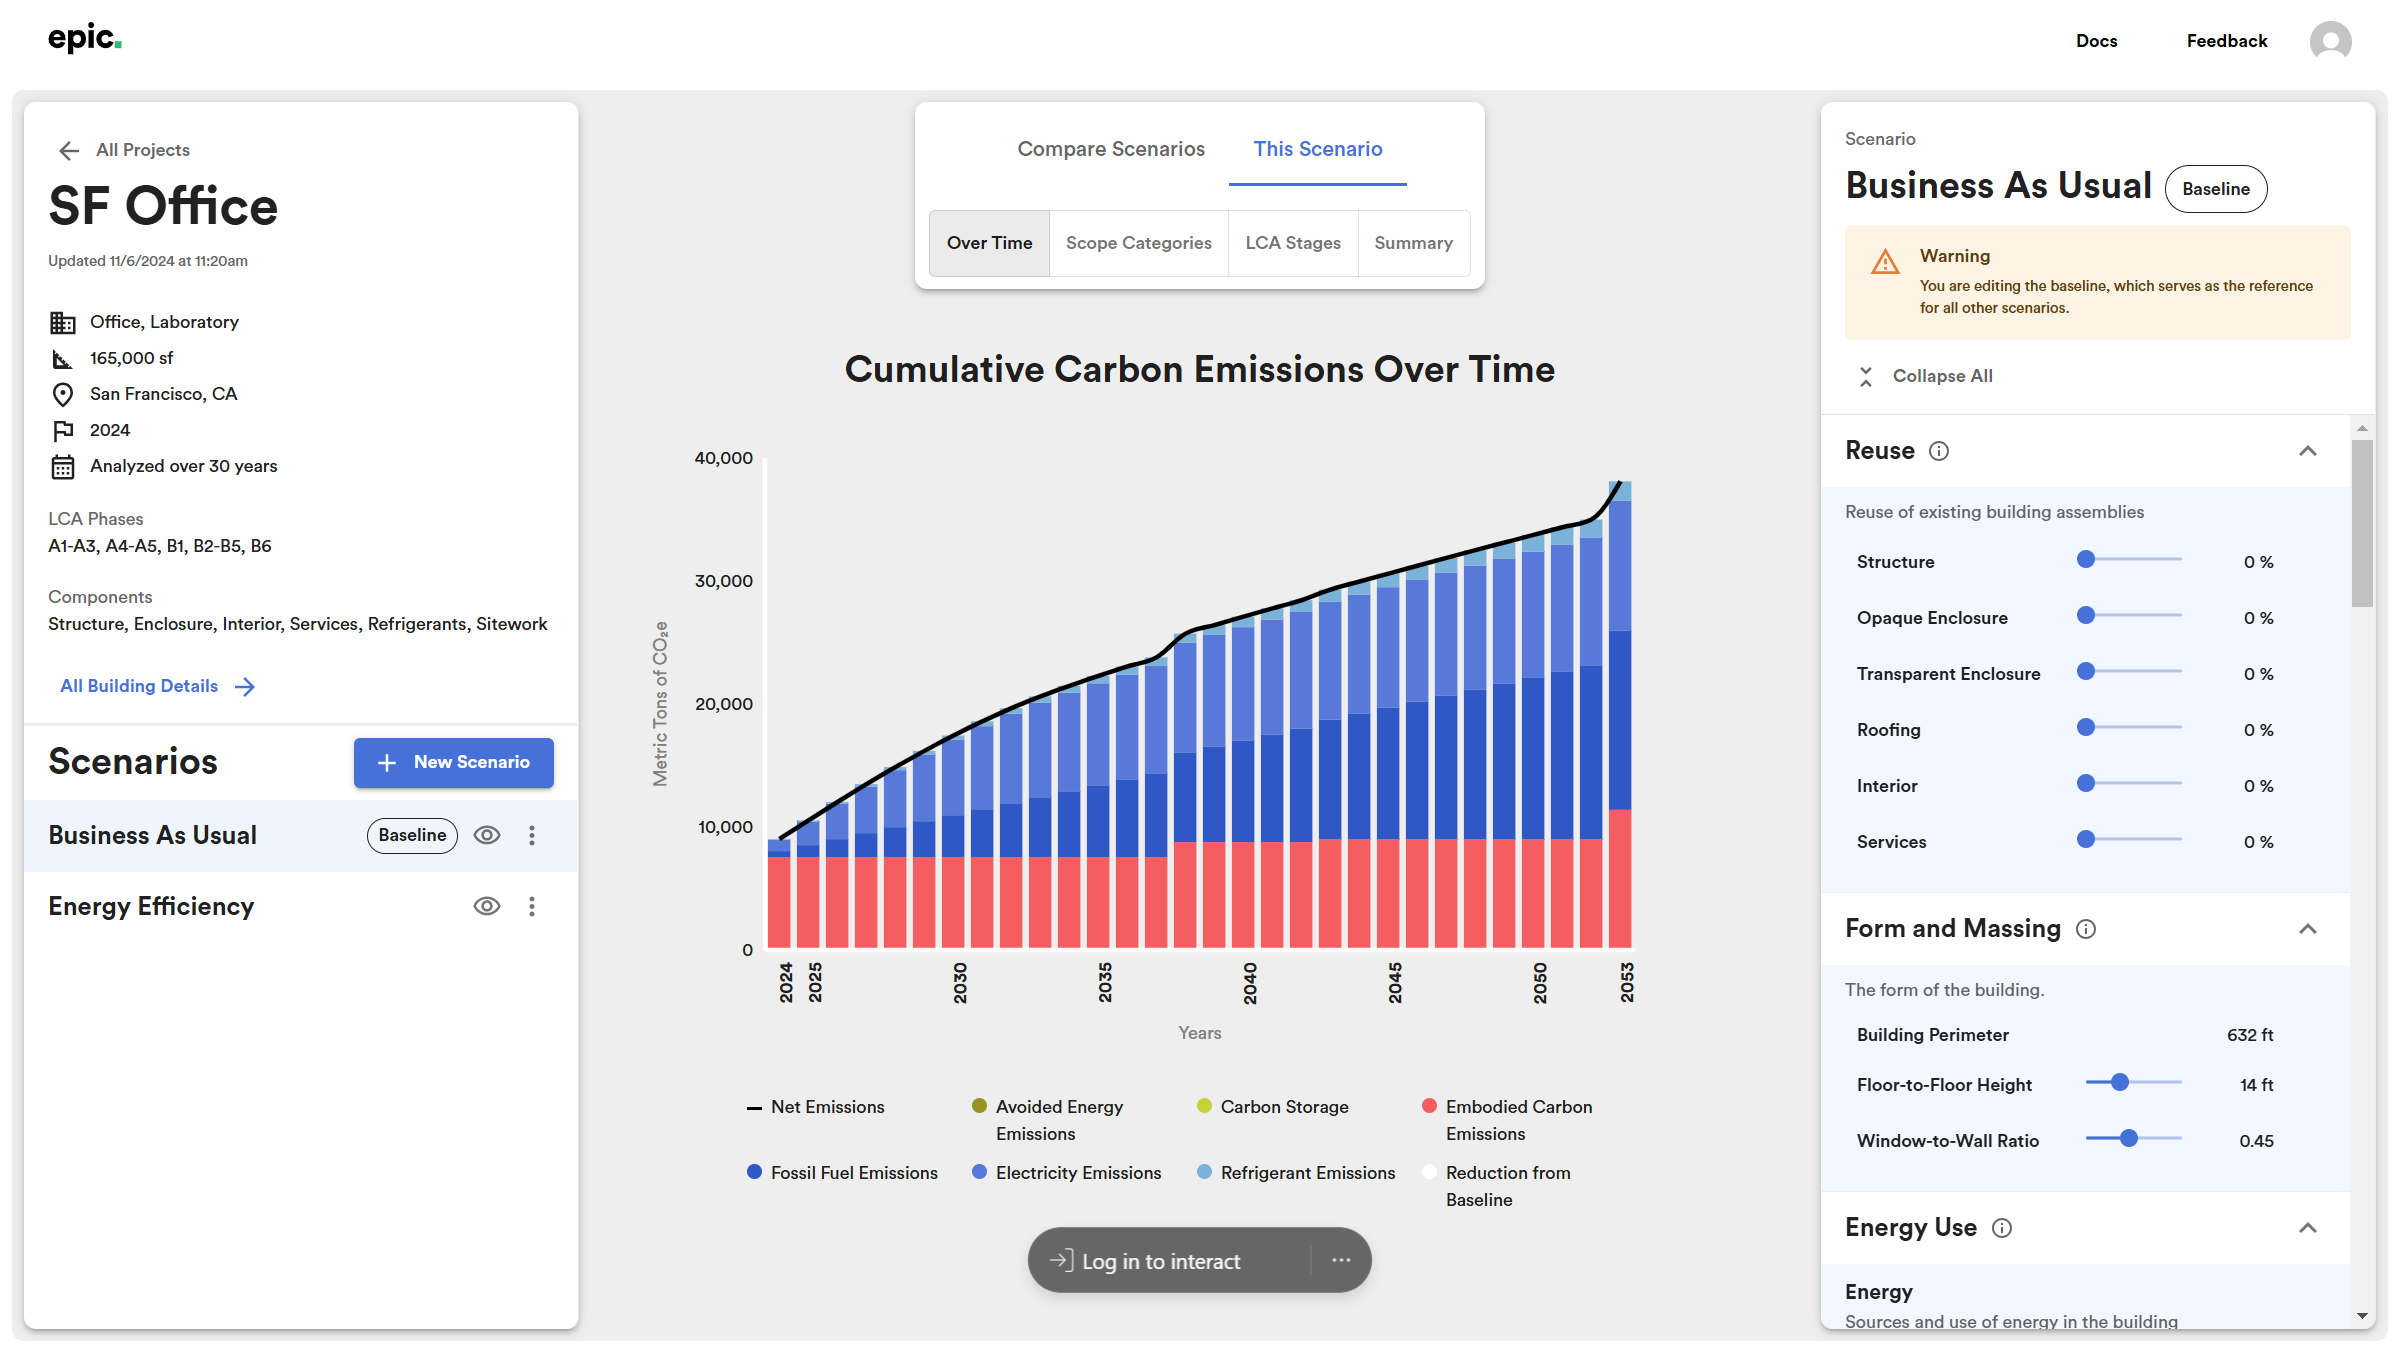 epic.
Docs
Feedback
All Projects
SF Office
Updated 11/6/2024 at 11:20am
Office, Laboratory
165,000 sf
San Francisco, CA
2024
Analyzed over 30 years
LCA Phases
A1-A3, A4-A5, B1, B2-B5, B6
Components
Structure, Enclosure, Interior, Services, Refrigerants, Sitework
All Building Details
Scenarios
New Scenario
Business As Usual
Baseline
Energy Efficiency
Compare Scenarios
This Scenario
Over Time
Scope Categories
LCA Stages
Summary
Cumulative Carbon Emissions Over Time
40,000
30,000
20,000
10,000
0
Metric Tons of CO₂e
2024
2025
2030
2035
2040
2045
2050
2053
Years
Net Emissions
Avoided Energy
Emissions
Carbon Storage
Embodied Carbon
Emissions
Fossil Fuel Emissions
Electricity Emissions
Refrigerant Emissions
Reduction from
Baseline
Log in to interact
Scenario
Business As Usual
Baseline
Warning
You are editing the baseline, which serves as the reference
for all other scenarios.
Collapse All
Reuse
Reuse of existing building assemblies
Structure 0 %
Opaque Enclosure 0 %
Transparent Enclosure 0 %
Roofing 0 %
Interior 0 %
Services 0 %
Form and Massing
The form of the building.
Building Perimeter 632 ft
Floor-to-Floor Height 14 ft
Window-to-Wall Ratio 0.45
Energy Use
Energy
Sources and use of energy in the building